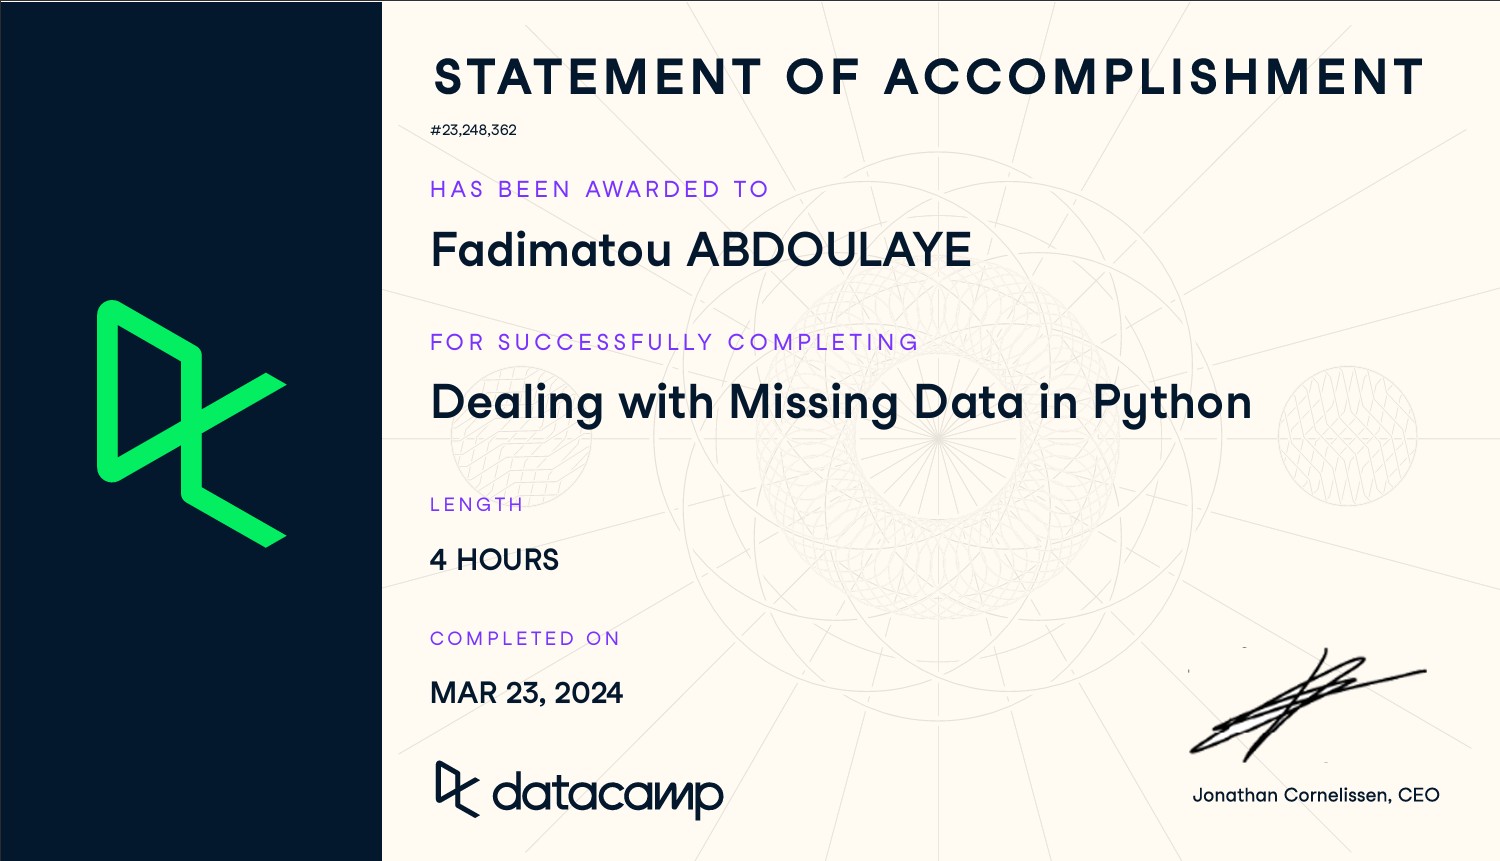 STATEMENT OF ACCOMPLISHMENT
#23,248,362
HAS BEEN AWARDED TO
Fadimatou ABDOULAYE
FOR SUCCESSFULLY COMPLETING
Dealing with Missing Data in Python
LENGTH
4 HOURS
COMPLETED ON
MAR 23, 2024
datacamp
Jonathan Cornelissen, CEO